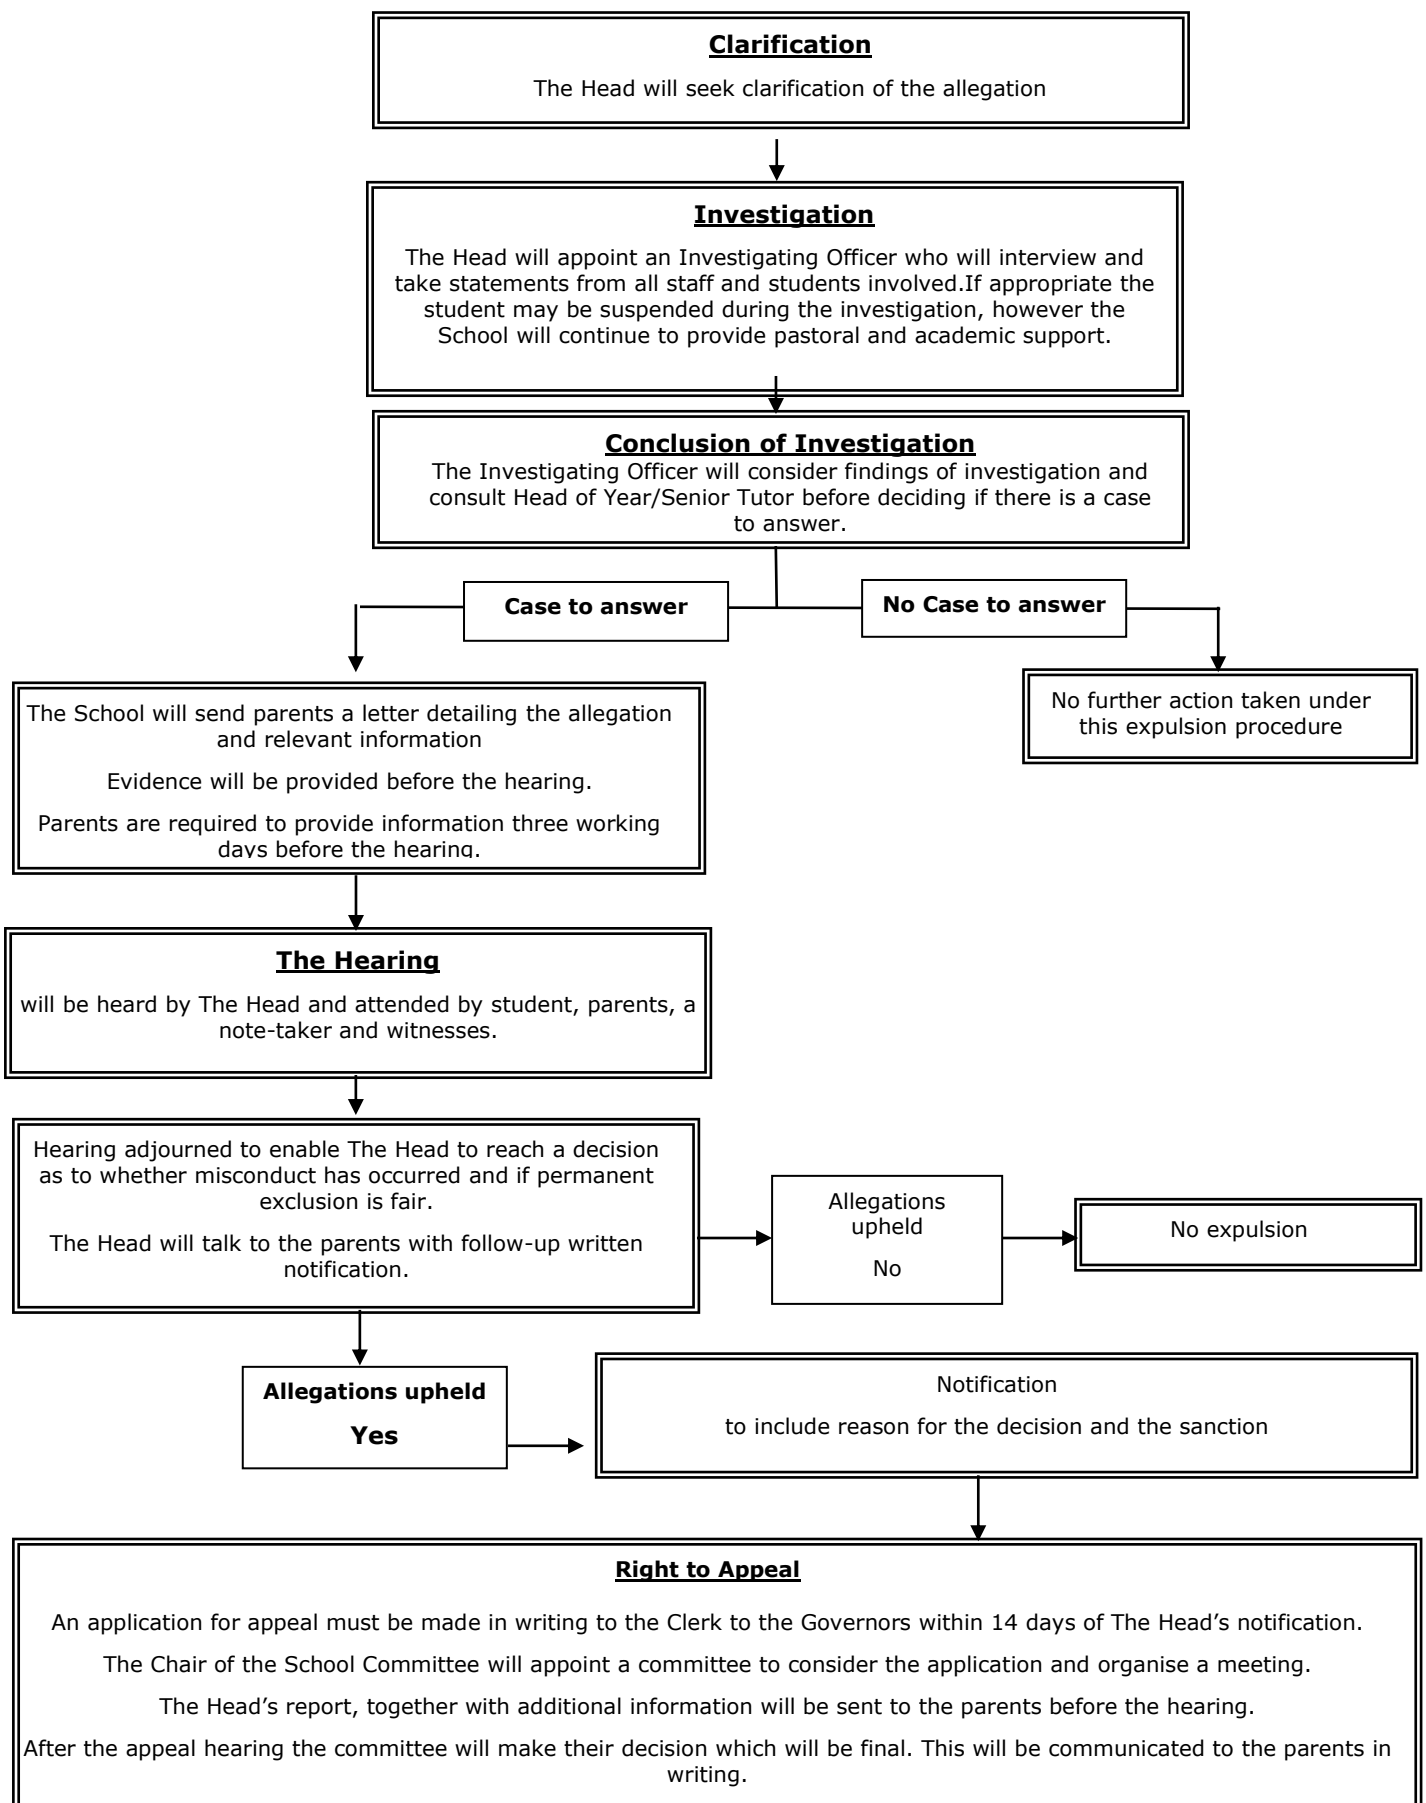 Clarification
The Head will seek clarification of the allegation
Investigation
The Head will appoint an Investigating Officer who will interview and
take statements from all staff and students involved.If appropriate the
student may be suspended during the investigation, however the
School will continue to provide pastoral and academic support.
Conclusion of Investigation
The Investigating Officer will consider findings of investigation and
consult Head of Year/Senior Tutor before deciding if there is a case
to answer.
Case to answer
No Case to answer
The School will send parents a letter detailing the allegation
and relevant information
Evidence will be provided before the hearing.
Parents are required to provide information three working
days before the hearing.
No further action taken under
this expulsion procedure
The Hearing
will be heard by The Head and attended by student, parents, a
note-taker and witnesses.
Hearing adjourned to enable The Head to reach a decision
as to whether misconduct has occurred and if permanent
exclusion is fair.
The Head will talk to the parents with follow-up written
notification.
Allegations
upheld
No
No expulsion
Allegations upheld
Yes
Notification
to include reason for the decision and the sanction
Right to Appeal
An application for appeal must be made in writing to the Clerk to the Governors within 14 days of The Head’s notification.
The Chair of the School Committee will appoint a committee to consider the application and organise a meeting.
The Head’s report, together with additional information will be sent to the parents before the hearing.
After the appeal hearing the committee will make their decision which will be final. This will be communicated to the parents in
writing.